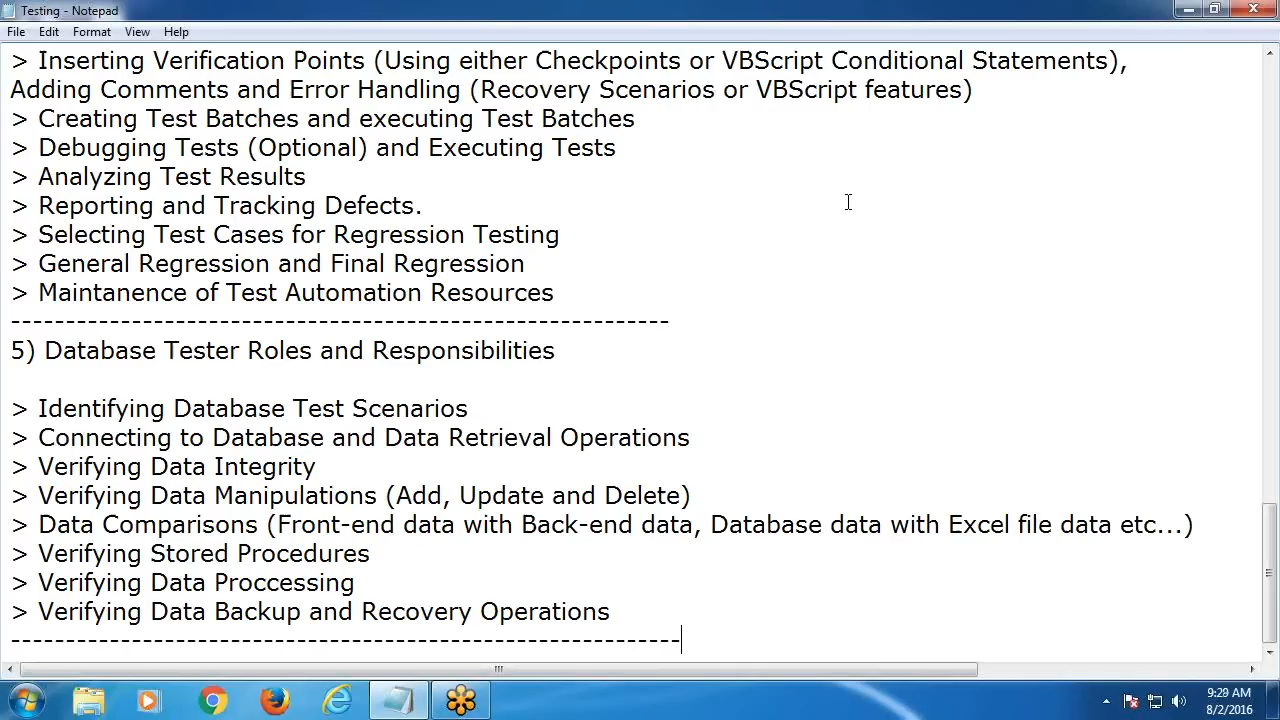 Testing - Notepad
File Edit Format View Help
> Inserting Verification Points (Using either Checkpoints or VBScript Conditional Statements),
Adding Comments and Error Handling (Recovery Scenarios or VBScript features)
> Creating Test Batches and executing Test Batches
> Debugging Tests (Optional) and Executing Tests
> Analyzing Test Results
> Reporting and Tracking Defects.
> Selecting Test Cases for Regression Testing
> General Regression and Final Regression
> Maintanence of Test Automation Resources
------------------------------------------------------------
5) Database Tester Roles and Responsibilities
> Identifying Database Test Scenarios
> Connecting to Database and Data Retrieval Operations
> Verifying Data Integrity
> Verifying Data Manipulations (Add, Update and Delete)
> Data Comparisons (Front-end data with Back-end data, Database data with Excel file data etc...)
> Verifying Stored Procedures
> Verifying Data Proccessing
> Verifying Data Backup and Recovery Operations
-------------------------------------------------------------
9:29 AM
8/2/2016